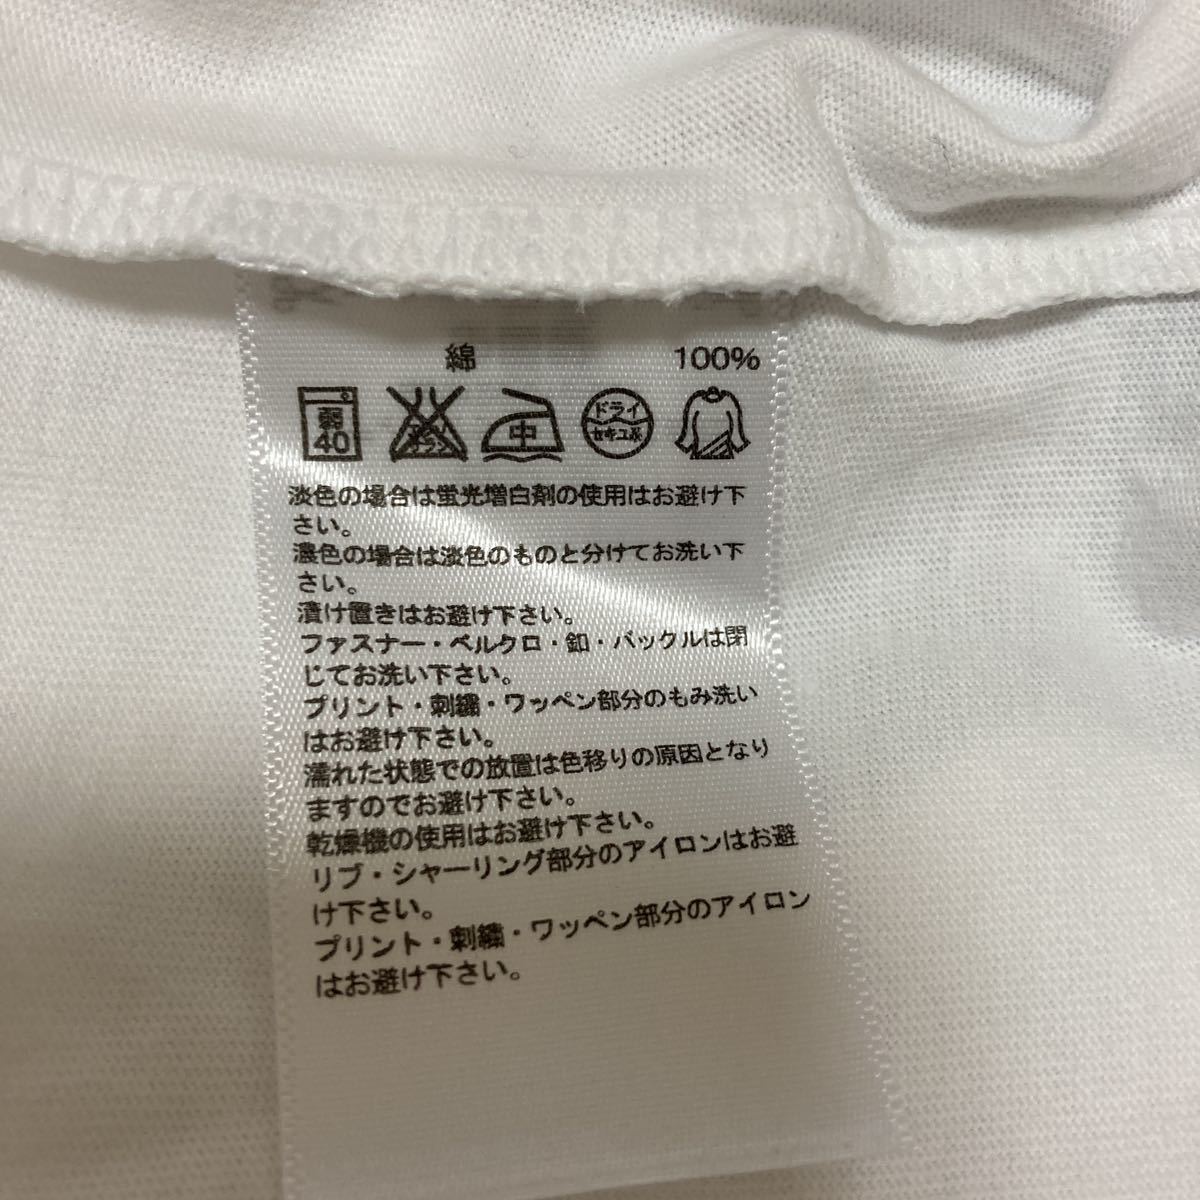 綿 100%
弱 40 中 ドライ セキユ系
淡色の場合は蛍光増白剤の使用はお避け下
さい。
濃色の場合は淡色のものと分けてお洗い下
さい。
漬け置きはお避け下さい。
ファスナー・ベルクロ・釦・バックルは閉
じてお洗い下さい。
プリント・刺繍・ワッペン部分のもみ洗い
はお避け下さい。
濡れた状態での放置は色移りの原因となり
ますのでお避け下さい。
乾燥機の使用はお避け下さい。
リブ・シャーリング部分のアイロンはお避
け下さい。
プリント・刺繍・ワッペン部分のアイロン
はお避け下さい。